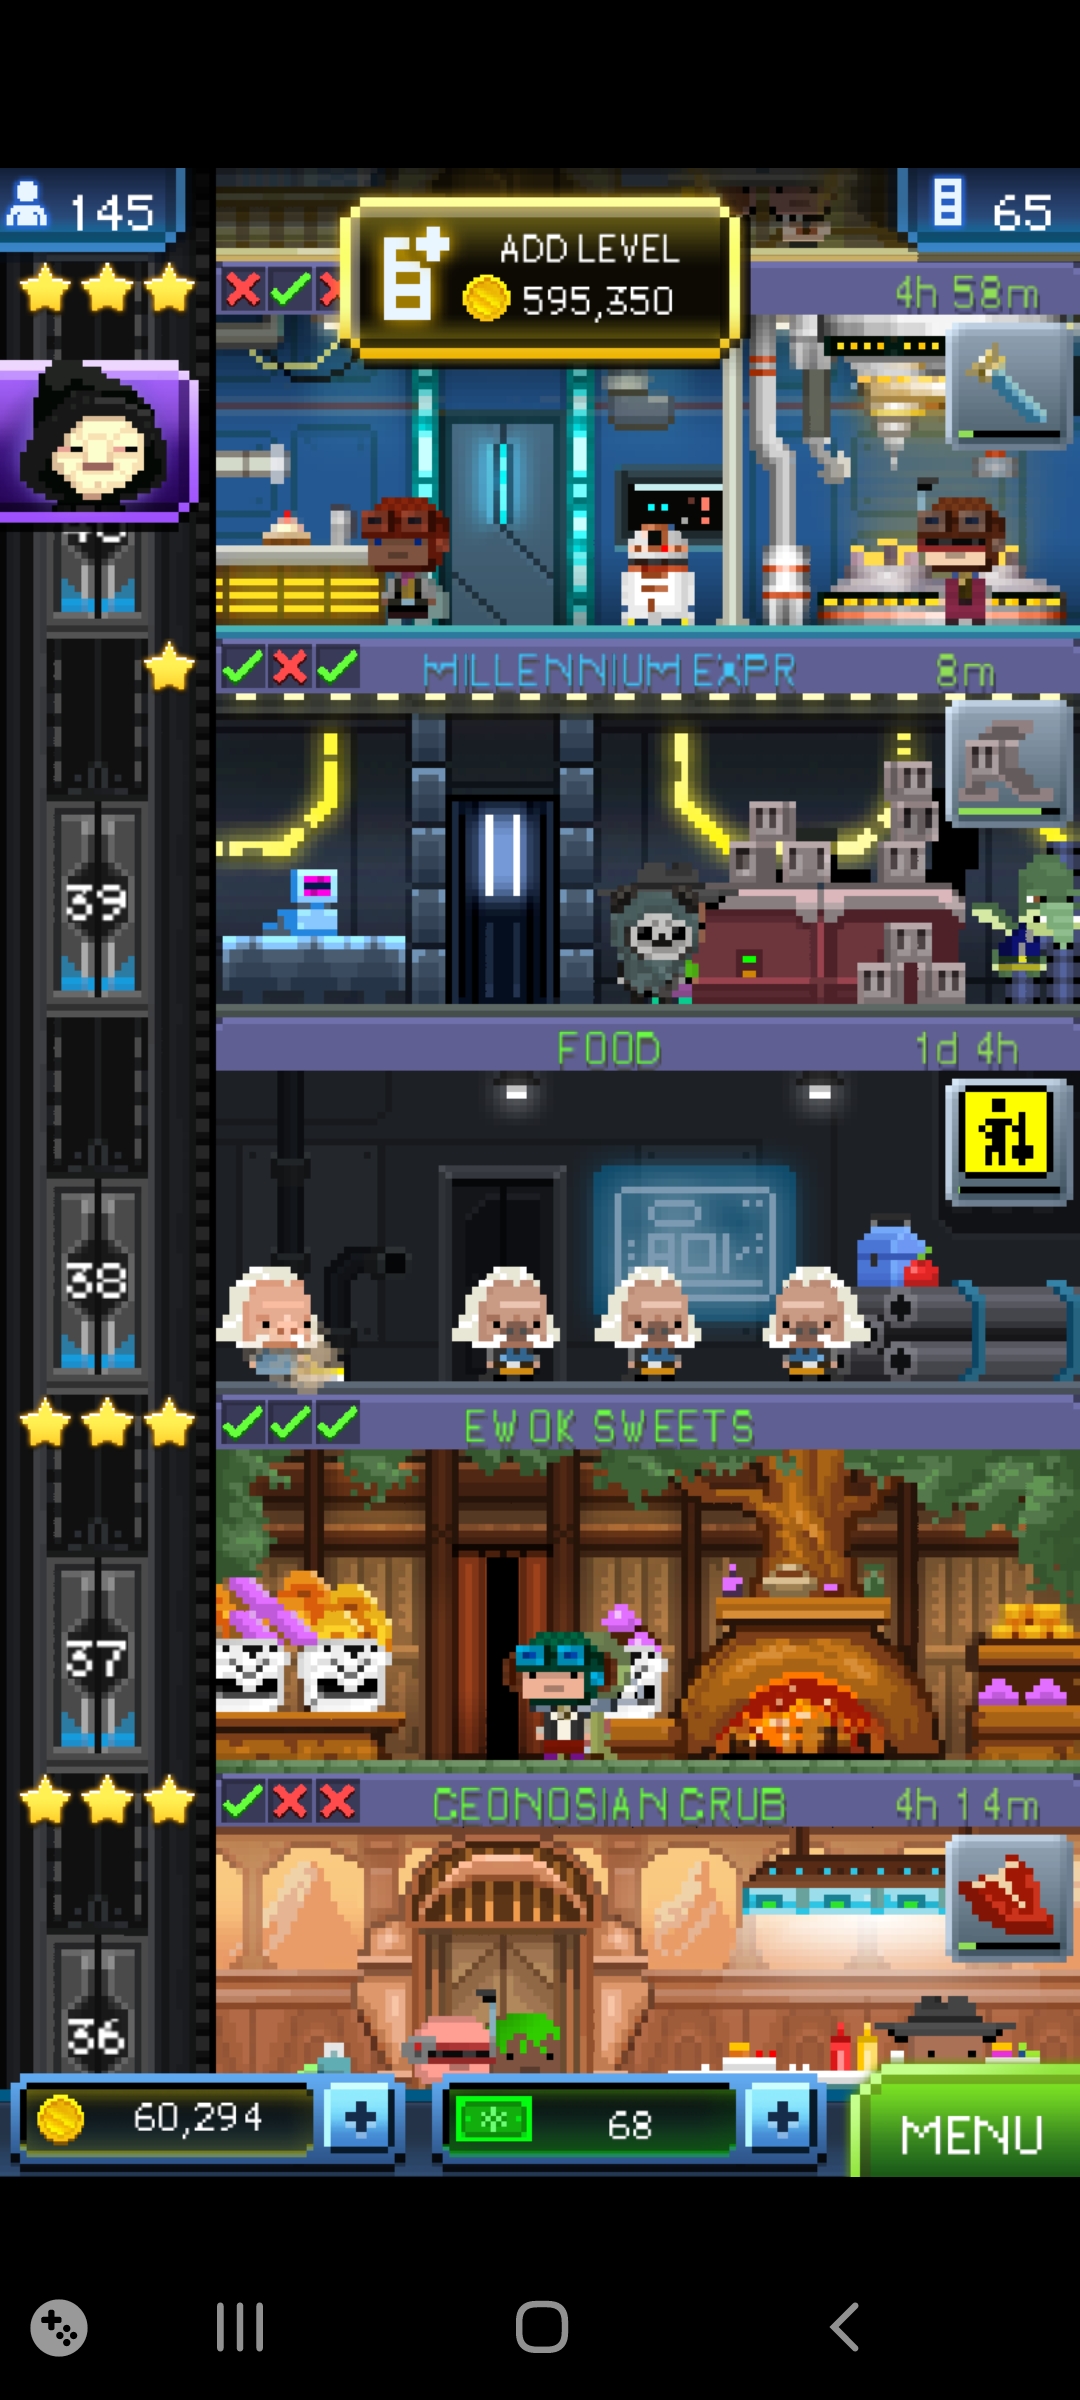 145
65
ADD LEVEL
595,350
4h 58m
MILLENNIUM EXPR
8m
39
FOOD
1d 4h
38
EWOK SWEETS
37
GEONOSIAN GRUB
4h 14m
36
60,294
68
MENU